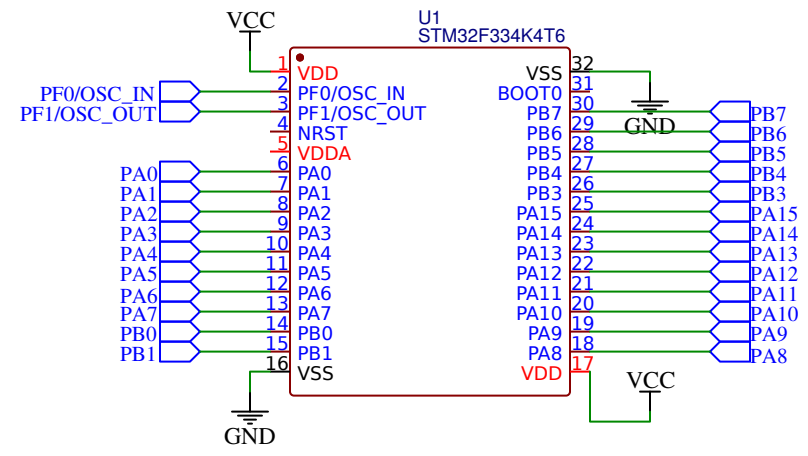 VCC
U1
STM32F334K4T6
1 VDD VSS 32
PF0/OSC_IN 2 PF0/OSC_IN BOOT0 31
PF1/OSC_OUT 3 PF1/OSC_OUT PB7 30 PB7
4 NRST PB6 29 GND PB6
5 VDDA PB5 28 PB5
PA0 6 PA0 PB4 27 PB4
PA1 7 PA1 PB3 26 PB3
PA2 8 PA2 PA15 25 PA15
PA3 9 PA3 PA14 24 PA14
PA4 10 PA4 PA13 23 PA13
PA5 11 PA5 PA12 22 PA12
PA6 12 PA6 PA11 21 PA11
PA7 13 PA7 PA10 20 PA10
PB0 14 PB0 PA9 19 PA9
PB1 15 PB1 PA8 18 PA8
16 VSS VDD 17
VCC
GND